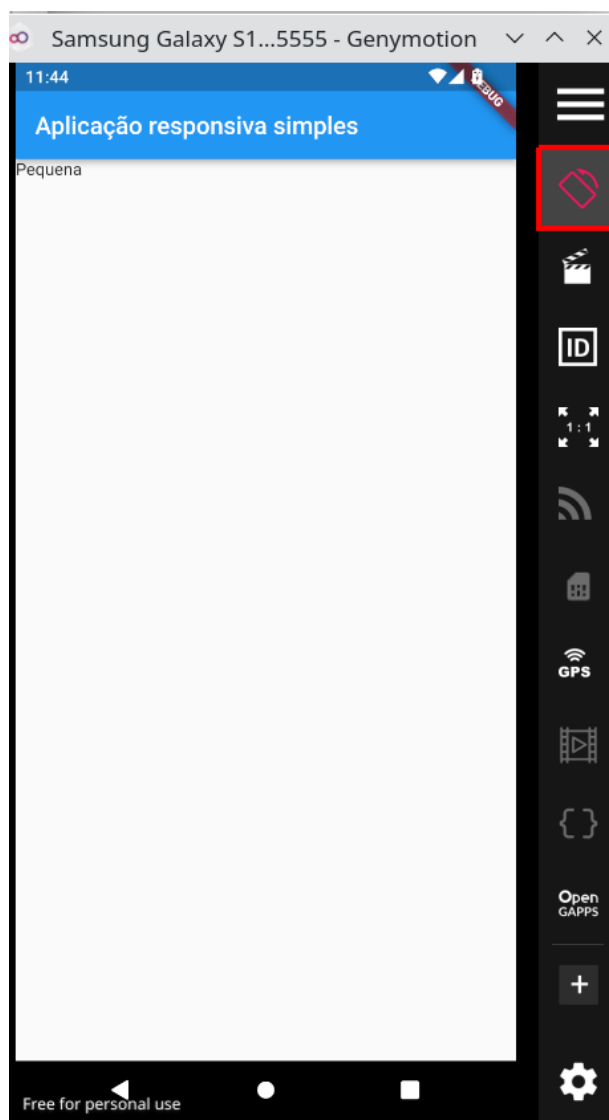 Samsung Galaxy S1...5555 - Genymotion
11:44
Aplicação responsiva simples
Pequena
ID
1:1
GPS
{ }
Open
GAPPS
+
Free for personal use